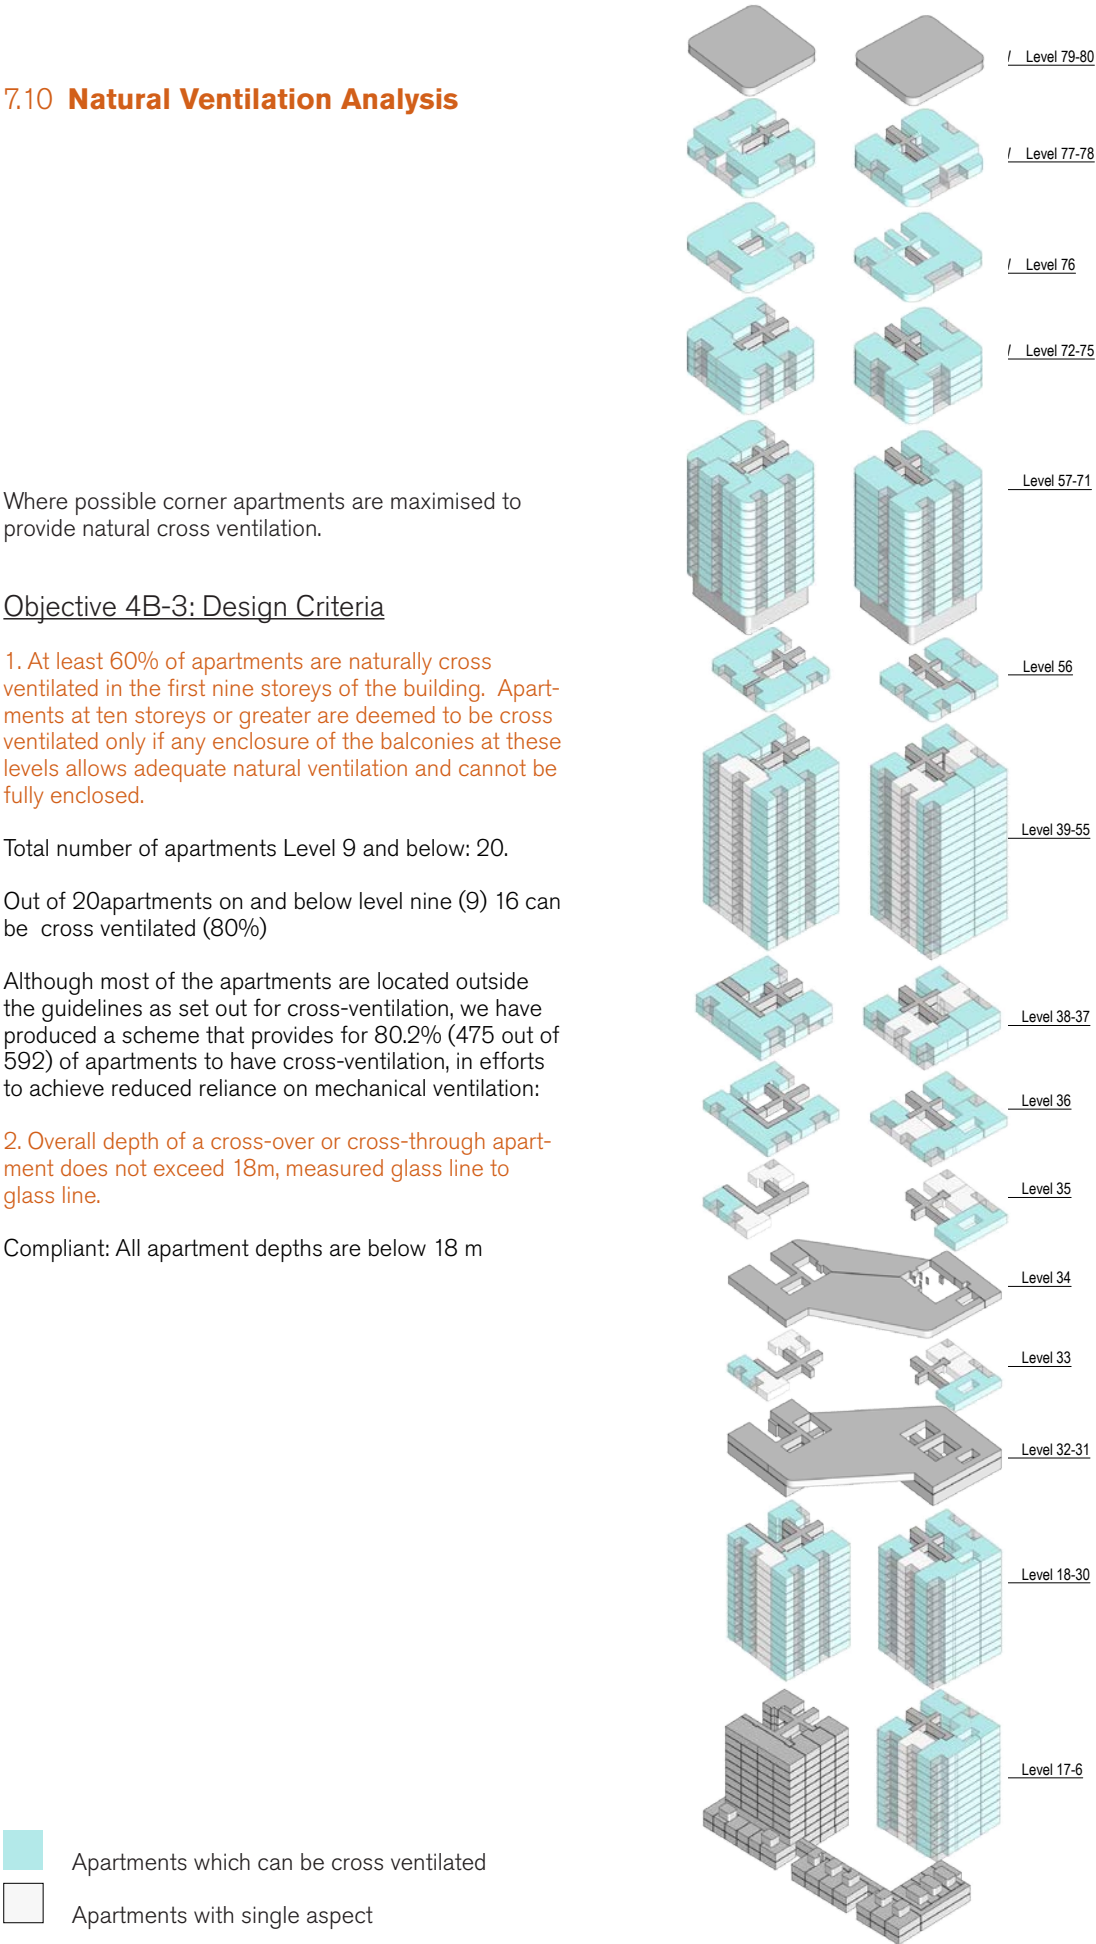 7.10 Natural Ventilation Analysis
Where possible corner apartments are maximised to
provide natural cross ventilation.
Objective 4B-3: Design Criteria
1. At least 60% of apartments are naturally cross
ventilated in the first nine storeys of the building. Apart-
ments at ten storeys or greater are deemed to be cross
ventilated only if any enclosure of the balconies at these
levels allows adequate natural ventilation and cannot be
fully enclosed.
Total number of apartments Level 9 and below: 20.
Out of 20apartments on and below level nine (9) 16 can
be cross ventilated (80%)
Although most of the apartments are located outside
the guidelines as set out for cross-ventilation, we have
produced a scheme that provides for 80.2% (475 out of
592) of apartments to have cross-ventilation, in efforts
to achieve reduced reliance on mechanical ventilation:
2. Overall depth of a cross-over or cross-through apart-
ment does not exceed 18m, measured glass line to
glass line.
Compliant: All apartment depths are below 18 m
Apartments which can be cross ventilated
Apartments with single aspect
/ Level 79-80
/ Level 77-78
/ Level 76
/ Level 72-75
Level 57-71
Level 56
Level 39-55
Level 38-37
Level 36
Level 35
Level 34
Level 33
Level 32-31
Level 18-30
Level 17-6